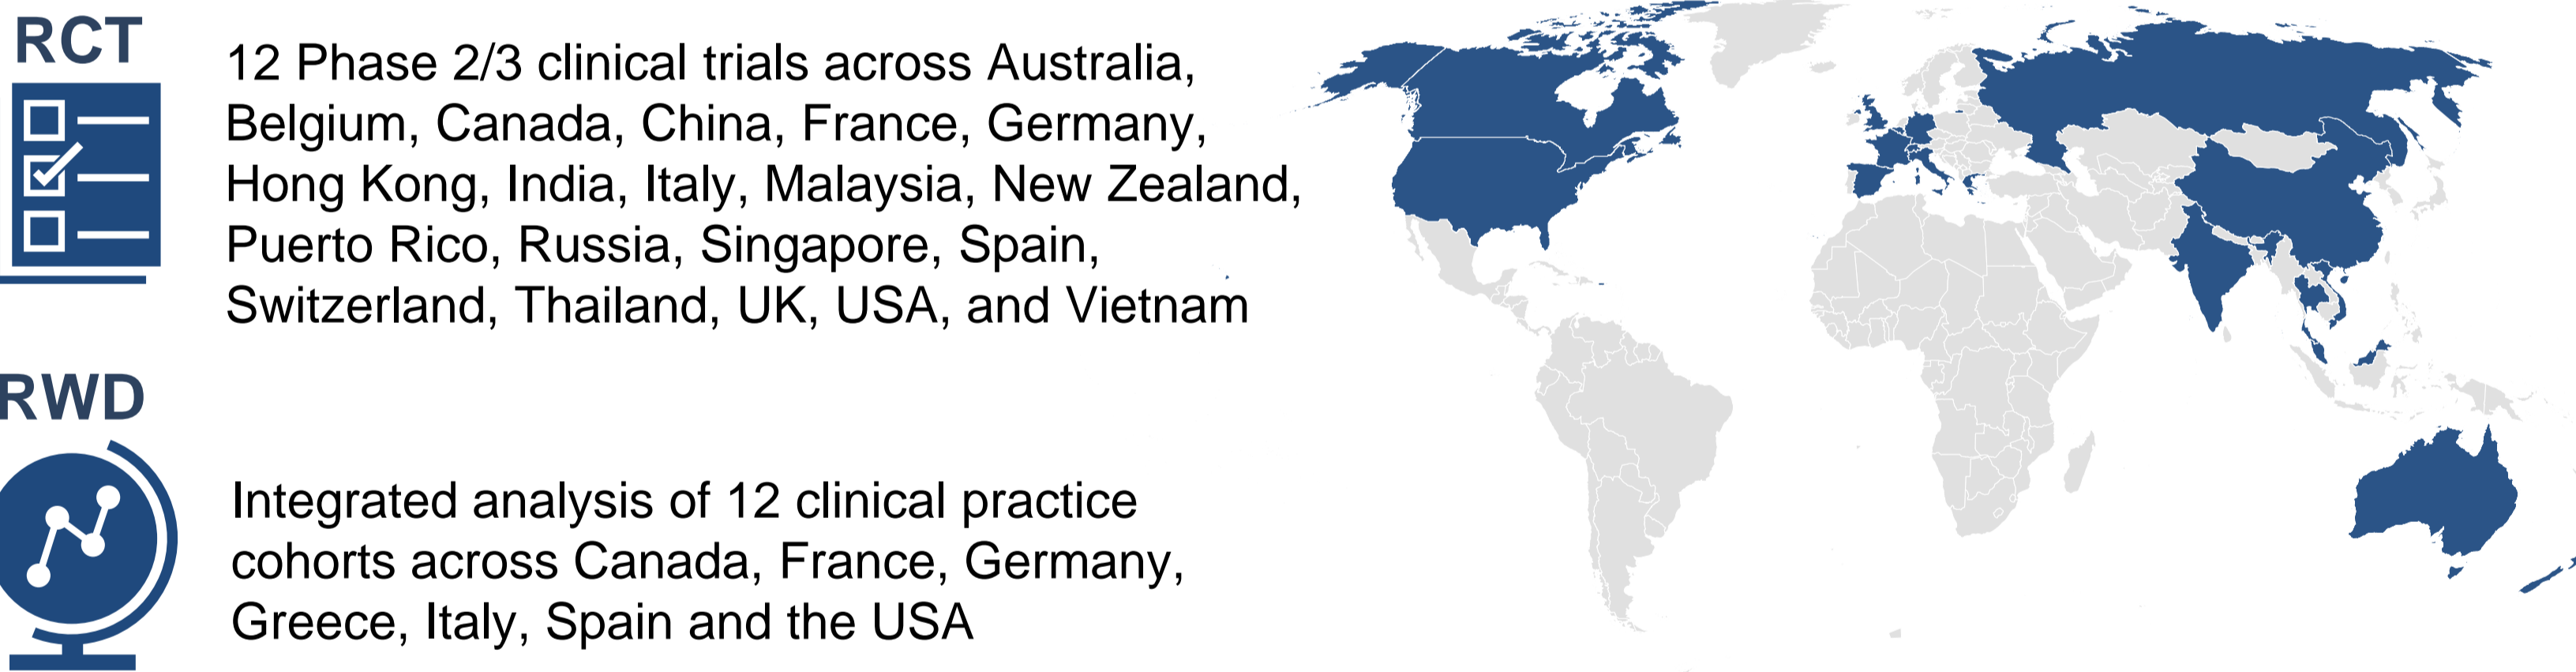 RCT
12 Phase 2/3 clinical trials across Australia,
Belgium, Canada, China, France, Germany,
Hong Kong, India, Italy, Malaysia, New Zealand,
Puerto Rico, Russia, Singapore, Spain,
Switzerland, Thailand, UK, USA, and Vietnam
RWD
Integrated analysis of 12 clinical practice
cohorts across Canada, France, Germany,
Greece, Italy, Spain and the USA